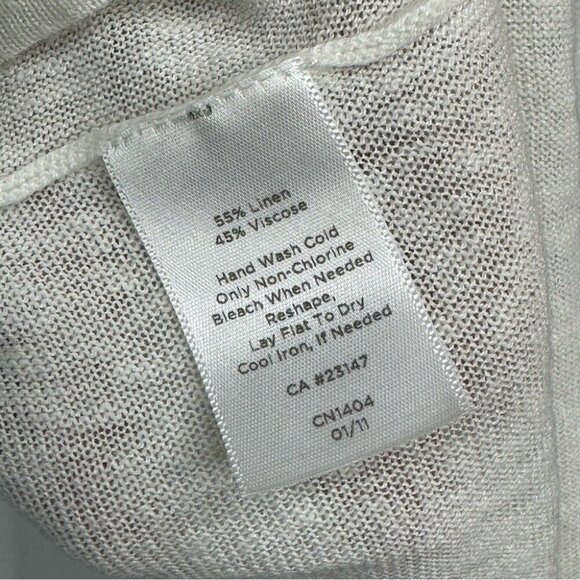 55% Linen
45% Viscose
Hand Wash Cold
Only Non-Chlorine
Bleach When Needed
Reshape,
Lay Flat To Dry
Cool Iron, If Needed
CA #23147
CN1404
01/11